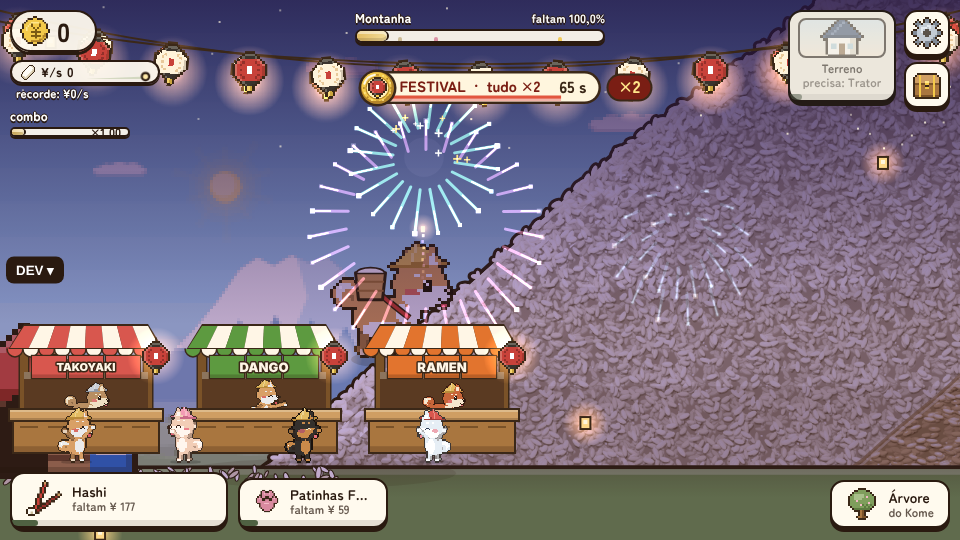 0
Montanha
faltam 100,0%
¥/s 0
recorde: ¥0/s
combo
×1,00
FESTIVAL · tudo ×2
65 s
×2
Terreno
precisa: Trator
DEV ▾
TAKOYAKI
DANGO
RAMEN
Hashi
faltam ¥ 177
Patinhas F...
faltam ¥ 59
Árvore
do Kome